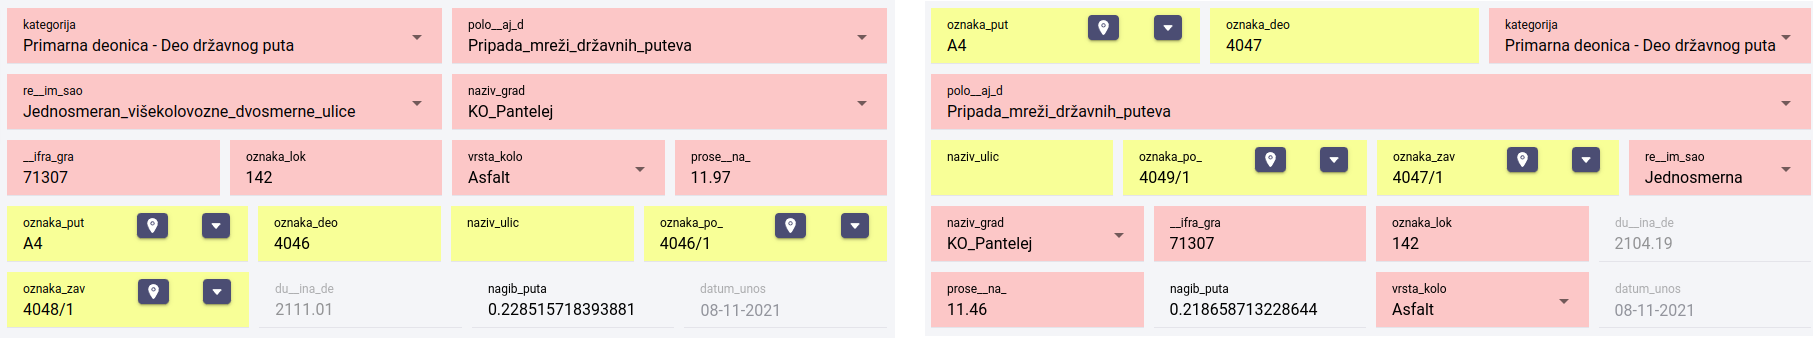 kategorija
Primarna deonica - Deo državnog puta
polo__aj_d
Pripada_mreži_državnih_puteva
re__im_sao
Jednosmeran_višekolovozne_dvosmerne_ulice
naziv_grad
KO_Pantelej
__ifra_gra
71307
oznaka_lok
142
vrsta_kolo
Asfalt
prose__na_
11.97
oznaka_put
A4
oznaka_deo
4046
naziv_ulic
oznaka_po_
4046/1
oznaka_zav
4048/1
du__ina_de
2111.01
nagib_puta
0.228515718393881
datum_unos
08-11-2021
oznaka_put
A4
oznaka_deo
4047
kategorija
Primarna deonica - Deo državnog puta
polo__aj_d
Pripada_mreži_državnih_puteva
naziv_ulic
oznaka_po_
4049/1
oznaka_zav
4047/1
re__im_sao
Jednosmerna
naziv_grad
KO_Pantelej
__ifra_gra
71307
oznaka_lok
142
du__ina_de
2104.19
prose__na_
11.46
nagib_puta
0.218658713228644
vrsta_kolo
Asfalt
datum_unos
08-11-2021